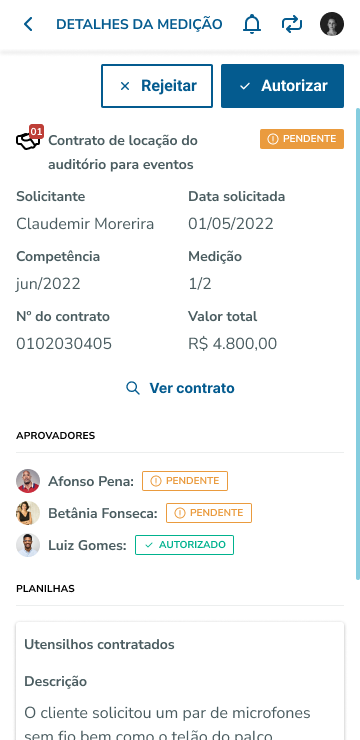 DETALHES DA MEDIÇÃO
Rejeitar
Autorizar
01
Contrato de locação do
auditório para eventos
PENDENTE
Solicitante
Data solicitada
Claudemir Morerira
01/05/2022
Competência
Medição
jun/2022
1/2
Nº do contrato
Valor total
0102030405
R$ 4.800,00
Ver contrato
APROVADORES
Afonso Pena:
PENDENTE
Betânia Fonseca:
PENDENTE
Luiz Gomes:
AUTORIZADO
PLANILHAS
Utensilhos contratados
Descrição
O cliente solicitou um par de microfones
sem fio bem como o telão do palco